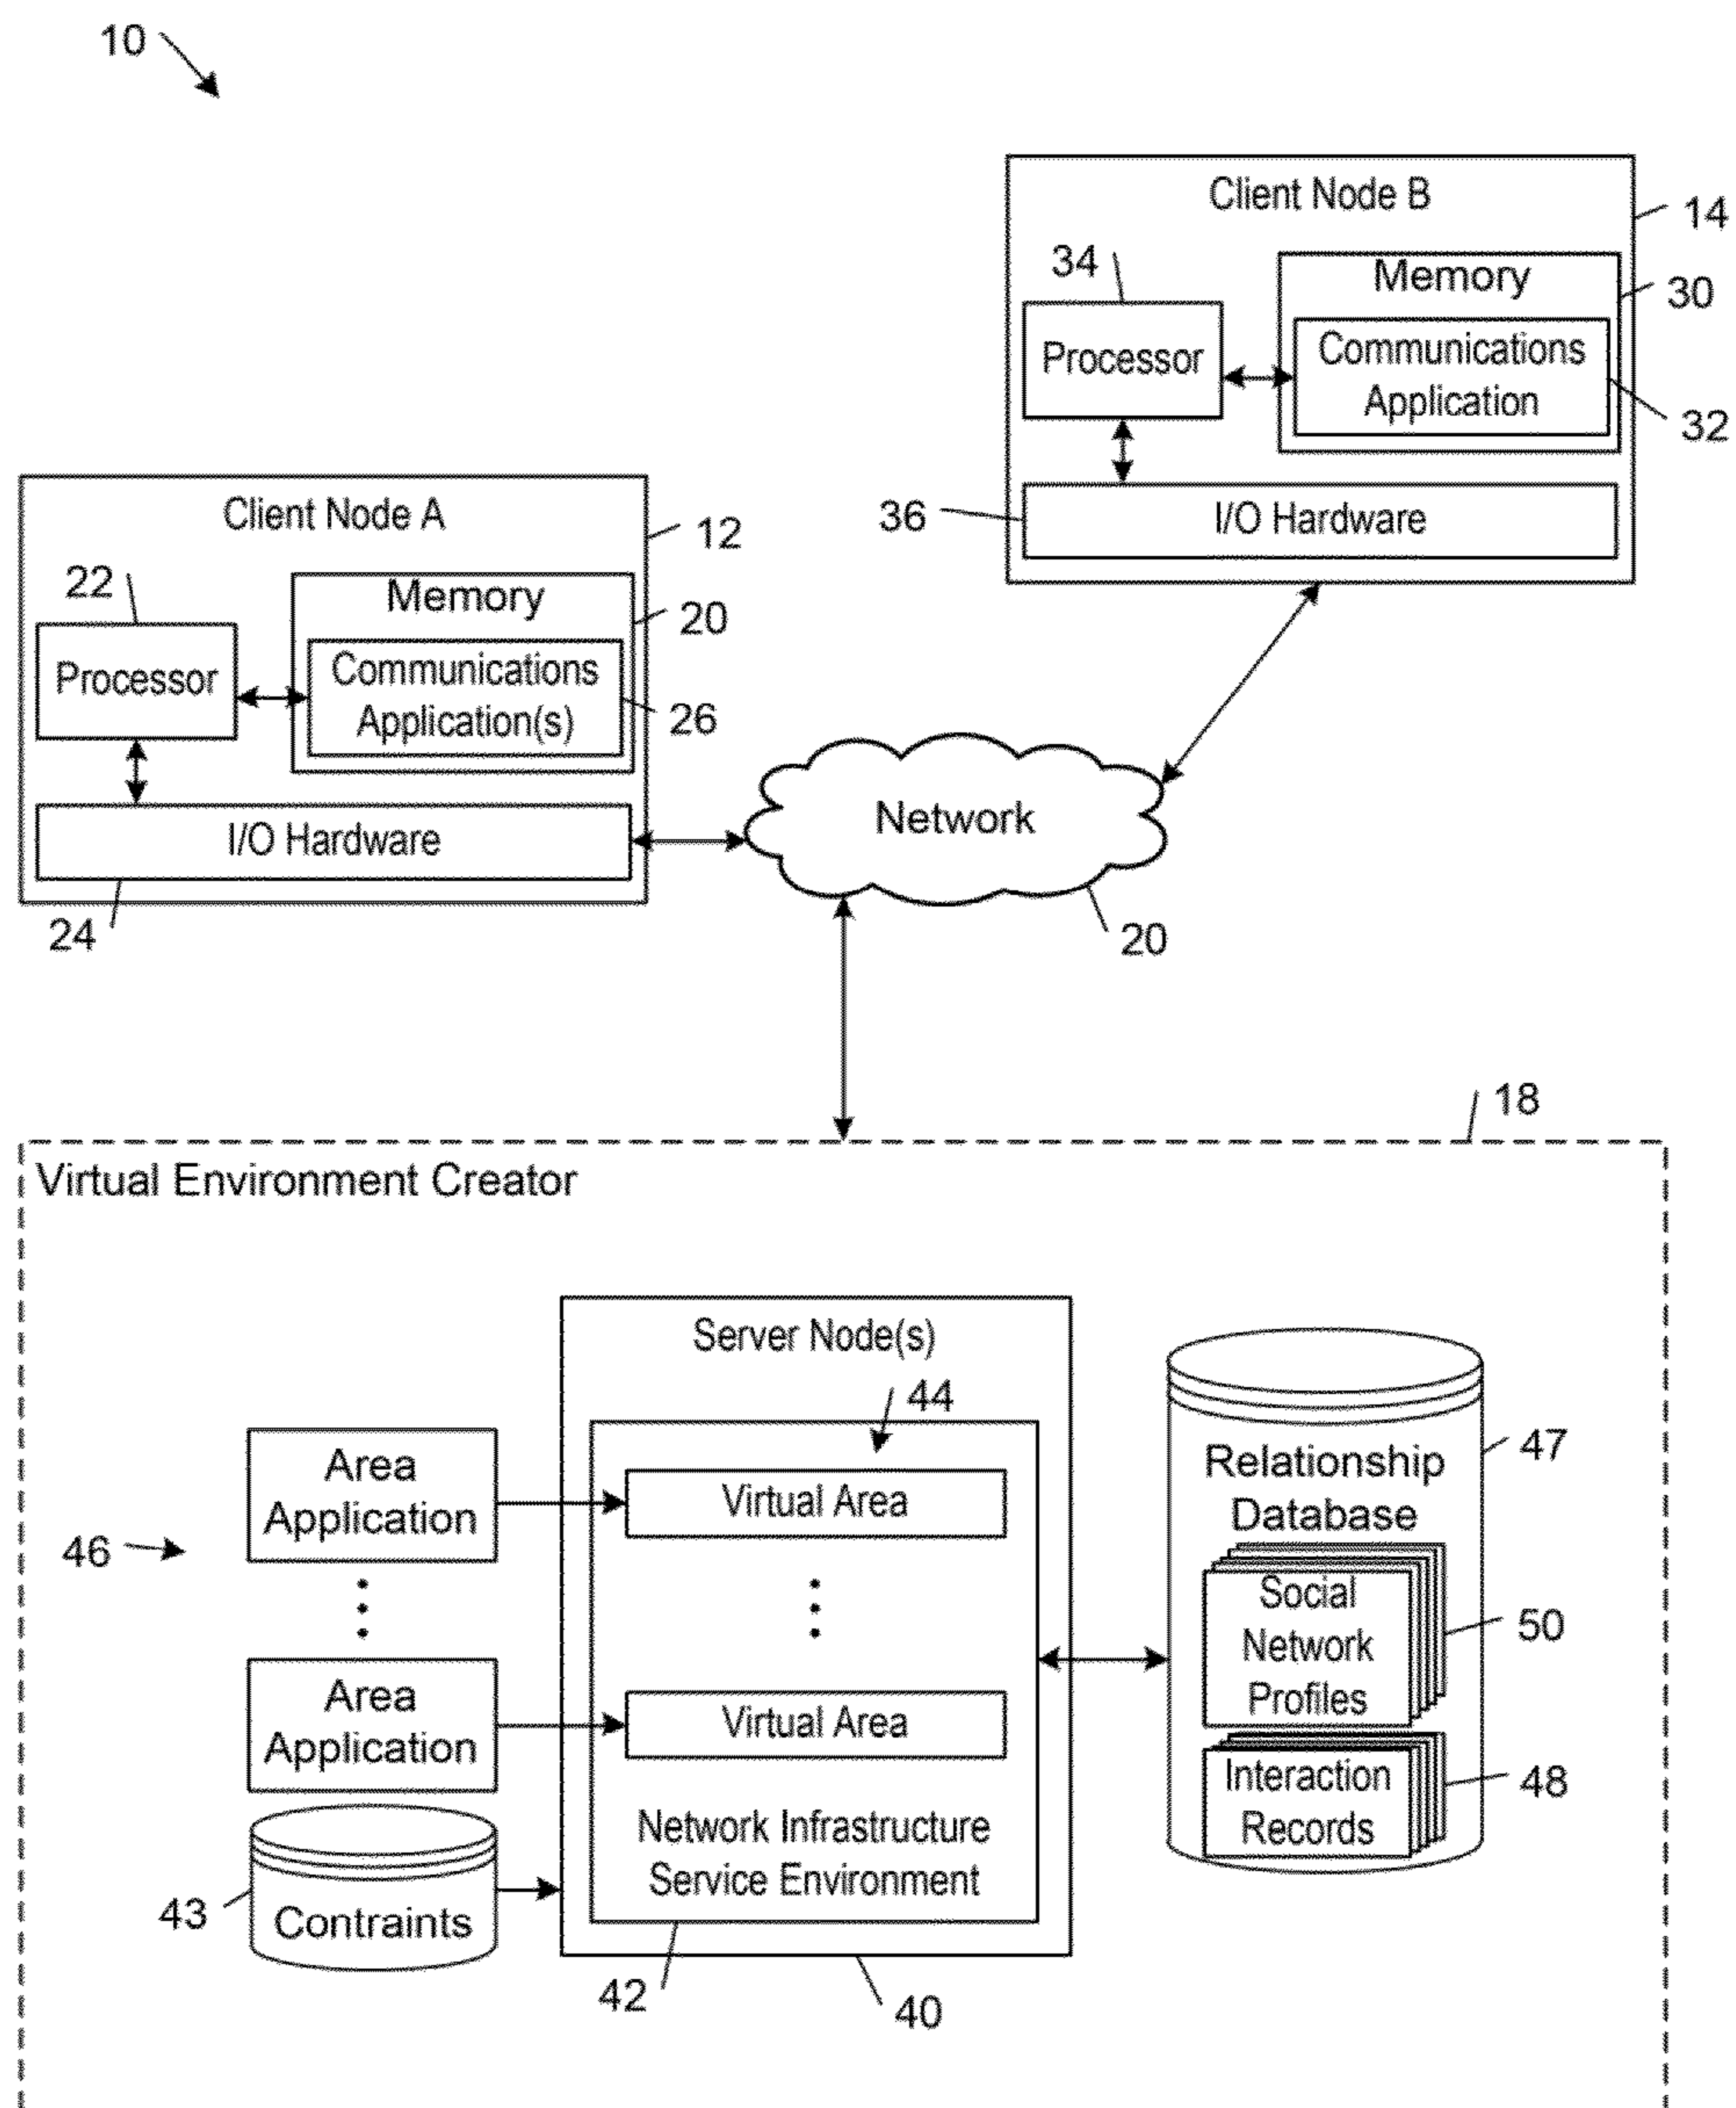 10
Client Node B
14
34
Memory
30
Processor
Communications
Application
32
36
I/O Hardware
Client Node A
12
22
Memory
20
Processor
Communications
Application(s)
26
I/O Hardware
24
Network
20
18
Virtual Environment Creator
Server Node(s)
44
Area
Application
Virtual Area
46
Area
Application
Virtual Area
Network Infrastructure
Service Environment
43
Contraints
42
40
Relationship
Database
47
Social
Network
Profiles
50
Interaction
Records
48